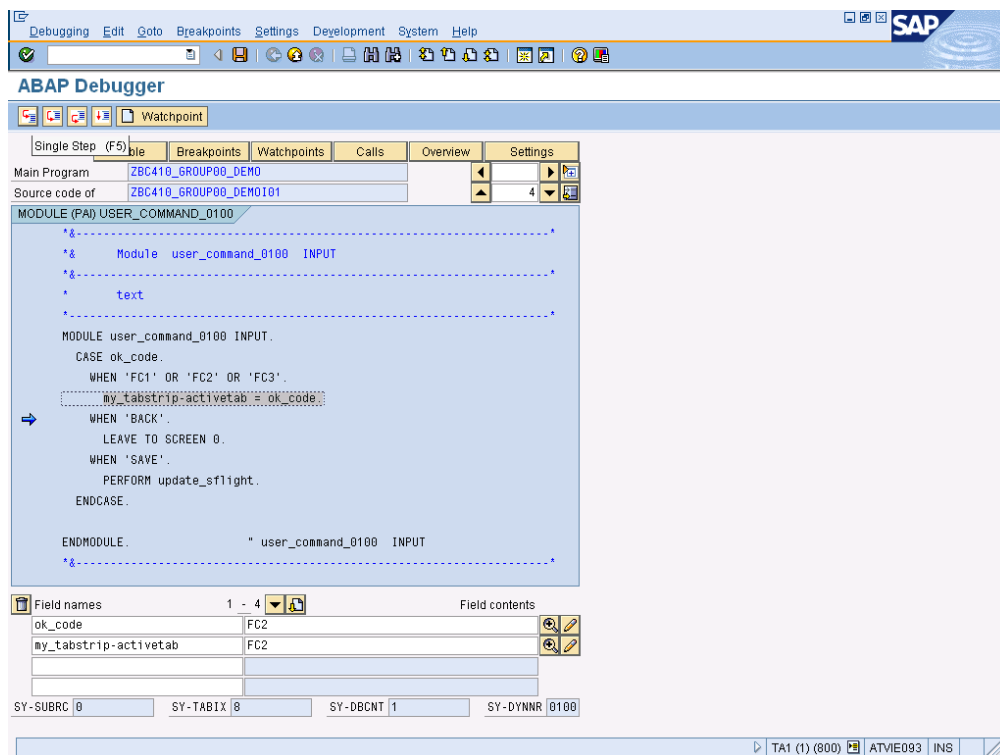 Debugging Edit Goto Breakpoints Settings Development System Help
SAP
ABAP Debugger
Watchpoint
Single Step (F5)
ble Breakpoints Watchpoints Calls Overview Settings
Main Program ZBC410_GROUP00_DEMO
Source code of ZBC410_GROUP00_DEMOI01 4
MODULE (PAI) USER_COMMAND_0100
*&---------------------------------------------------------------------*
*& Module user_command_0100 INPUT
*&---------------------------------------------------------------------*
* text
*----------------------------------------------------------------------*
MODULE user_command_0100 INPUT.
CASE ok_code.
WHEN 'FC1' OR 'FC2' OR 'FC3'.
my_tabstrip-activetab = ok_code.
WHEN 'BACK'.
LEAVE TO SCREEN 0.
WHEN 'SAVE'.
PERFORM update_sflight.
ENDCASE.
ENDMODULE. " user_command_0100 INPUT
*&---------------------------------------------------------------------*
Field names 1 - 4 Field contents
ok_code FC2
my_tabstrip-activetab FC2
SY-SUBRC 0 SY-TABIX 8 SY-DBCNT 1 SY-DYNNR 0100
TA1 (1) (800) ATVIE093 INS